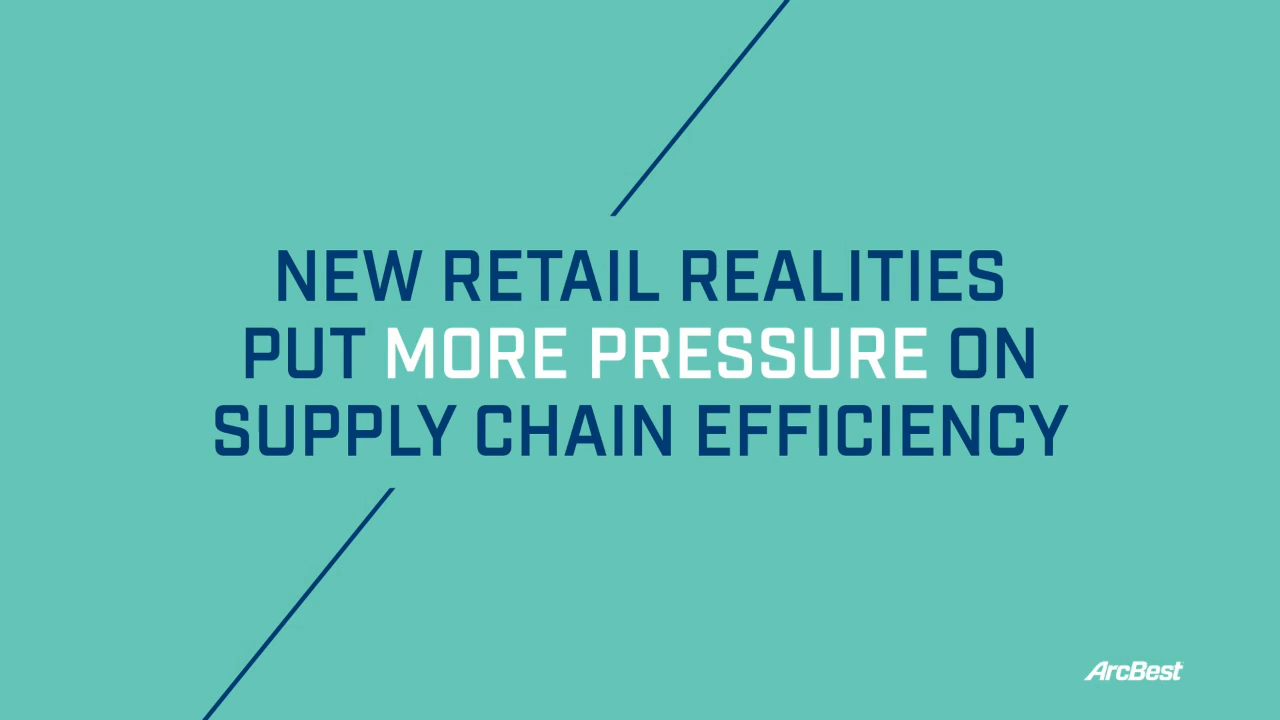 NEW RETAIL REALITIES
PUT MORE PRESSURE ON
SUPPLY CHAIN EFFICIENCY
ArcBest